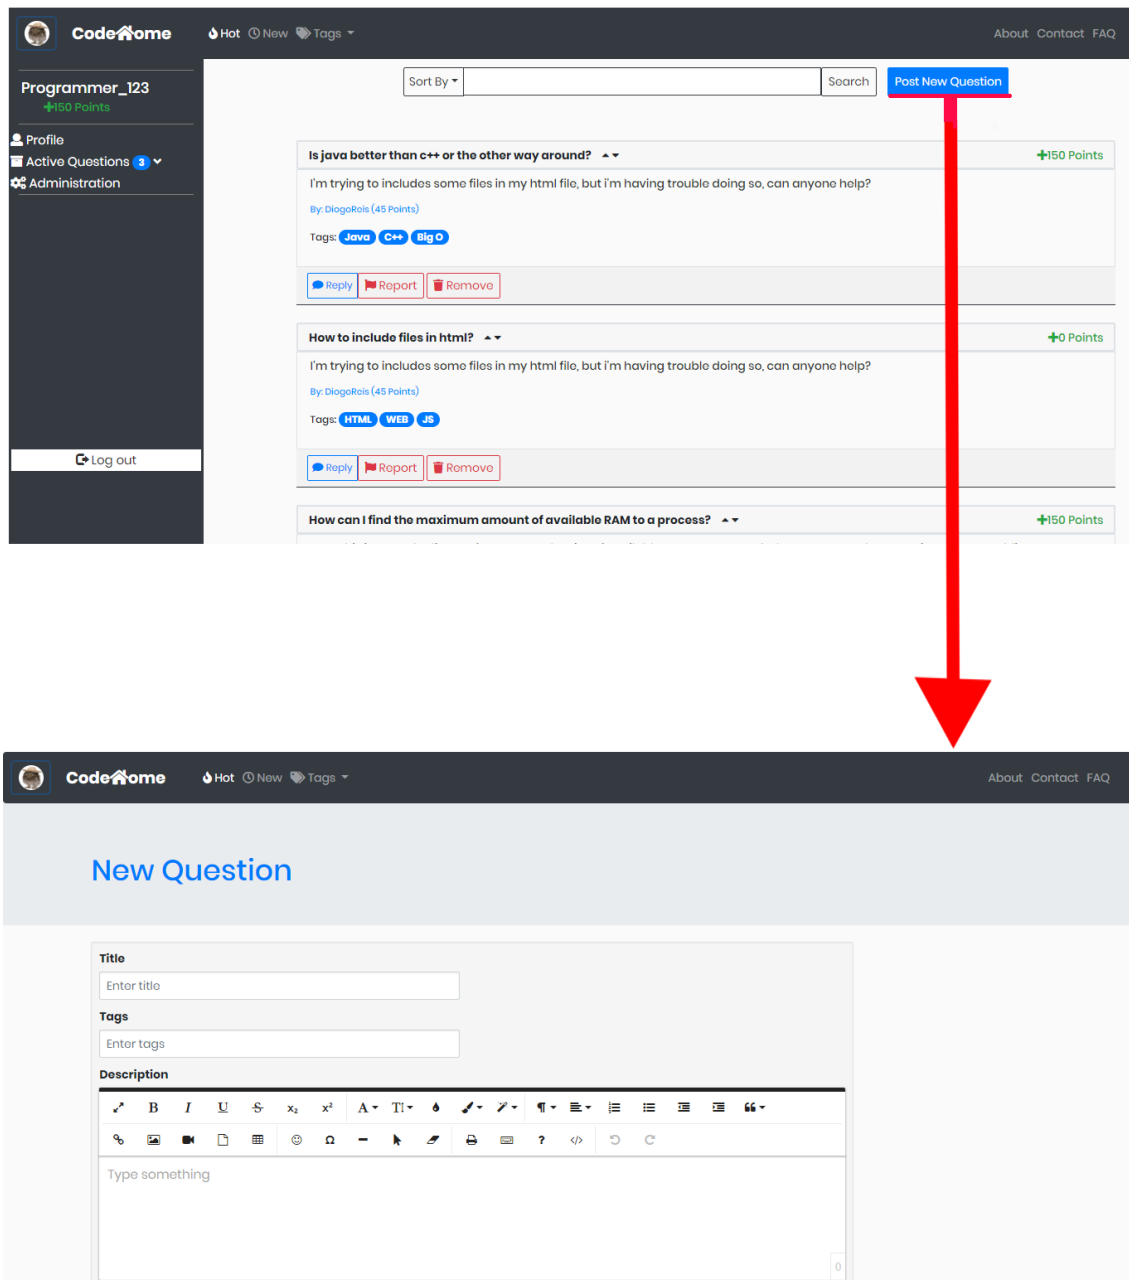 Code ome Hot New Tags About Contact FAQ
Programmer_123
+150 Points
Profile
Active Questions 3
Administration
Log out
Sort By Search Post New Question
Is java better than c++ or the other way around? +150 Points
I'm trying to includes some files in my html file, but i'm having trouble doing so, can anyone help?
By: DiogoReis (45 Points)
Tags: Java C++ Big O
Reply Report Remove
How to include files in html? +0 Points
I'm trying to includes some files in my html file, but i'm having trouble doing so, can anyone help?
By: DiogoReis (45 Points)
Tags: HTML WEB JS
Reply Report Remove
How can I find the maximum amount of available RAM to a process? +150 Points
Code ome Hot New Tags About Contact FAQ
New Question
Title
Enter title
Tags
Enter tags
Description
B I U S x₂ x² A T
Ω ? </>
Type something
0